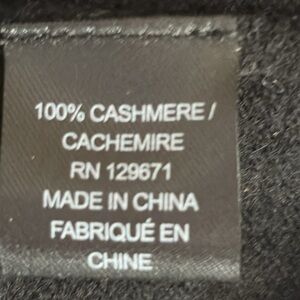 100% CASHMERE /
CACHEMIRE
RN 129671
MADE IN CHINA
FABRIQUÉ EN
CHINE